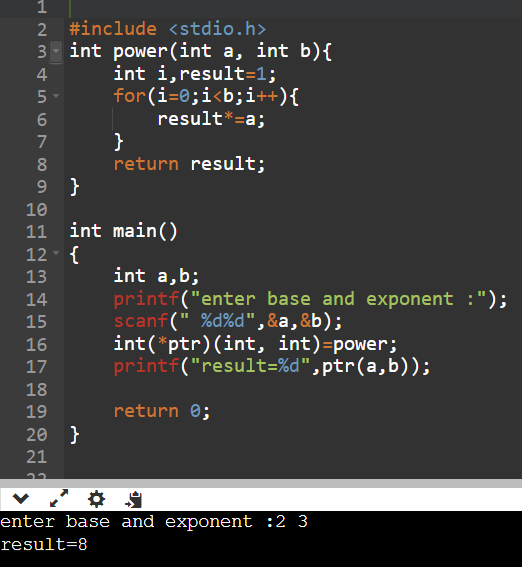 1
2 #include <stdio.h>
3 int power(int a, int b){
4     int i,result=1;
5     for(i=0;i<b;i++){
6         result*=a;
7     }
8     return result;
9 }
10
11 int main()
12 {
13     int a,b;
14     printf("enter base and exponent :");
15     scanf(" %d%d",&a,&b);
16     int(*ptr)(int, int)=power;
17     printf("result=%d",ptr(a,b));
18
19     return 0;
20 }
21
22
enter base and exponent :2 3
result=8